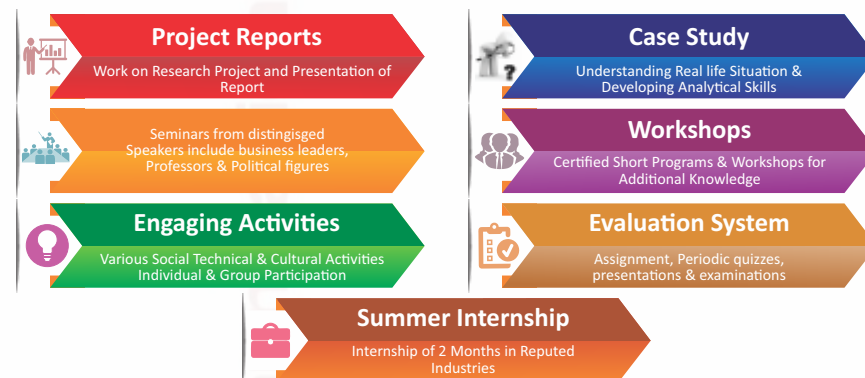 Project Reports
Work on Research Project and Presentation of
Report
Case Study
Understanding Real life Situation &
Developing Analytical Skills
Seminars from distingisged
Speakers include business leaders,
Professors & Political figures
Workshops
Certified Short Programs & Workshops for
Additional Knowledge
Engaging Activities
Various Social Technical & Cultural Activities
Individual & Group Participation
Evaluation System
Assignment, Periodic quizzes,
presentations & examinations
Summer Internship
Internship of 2 Months in Reputed
Industries